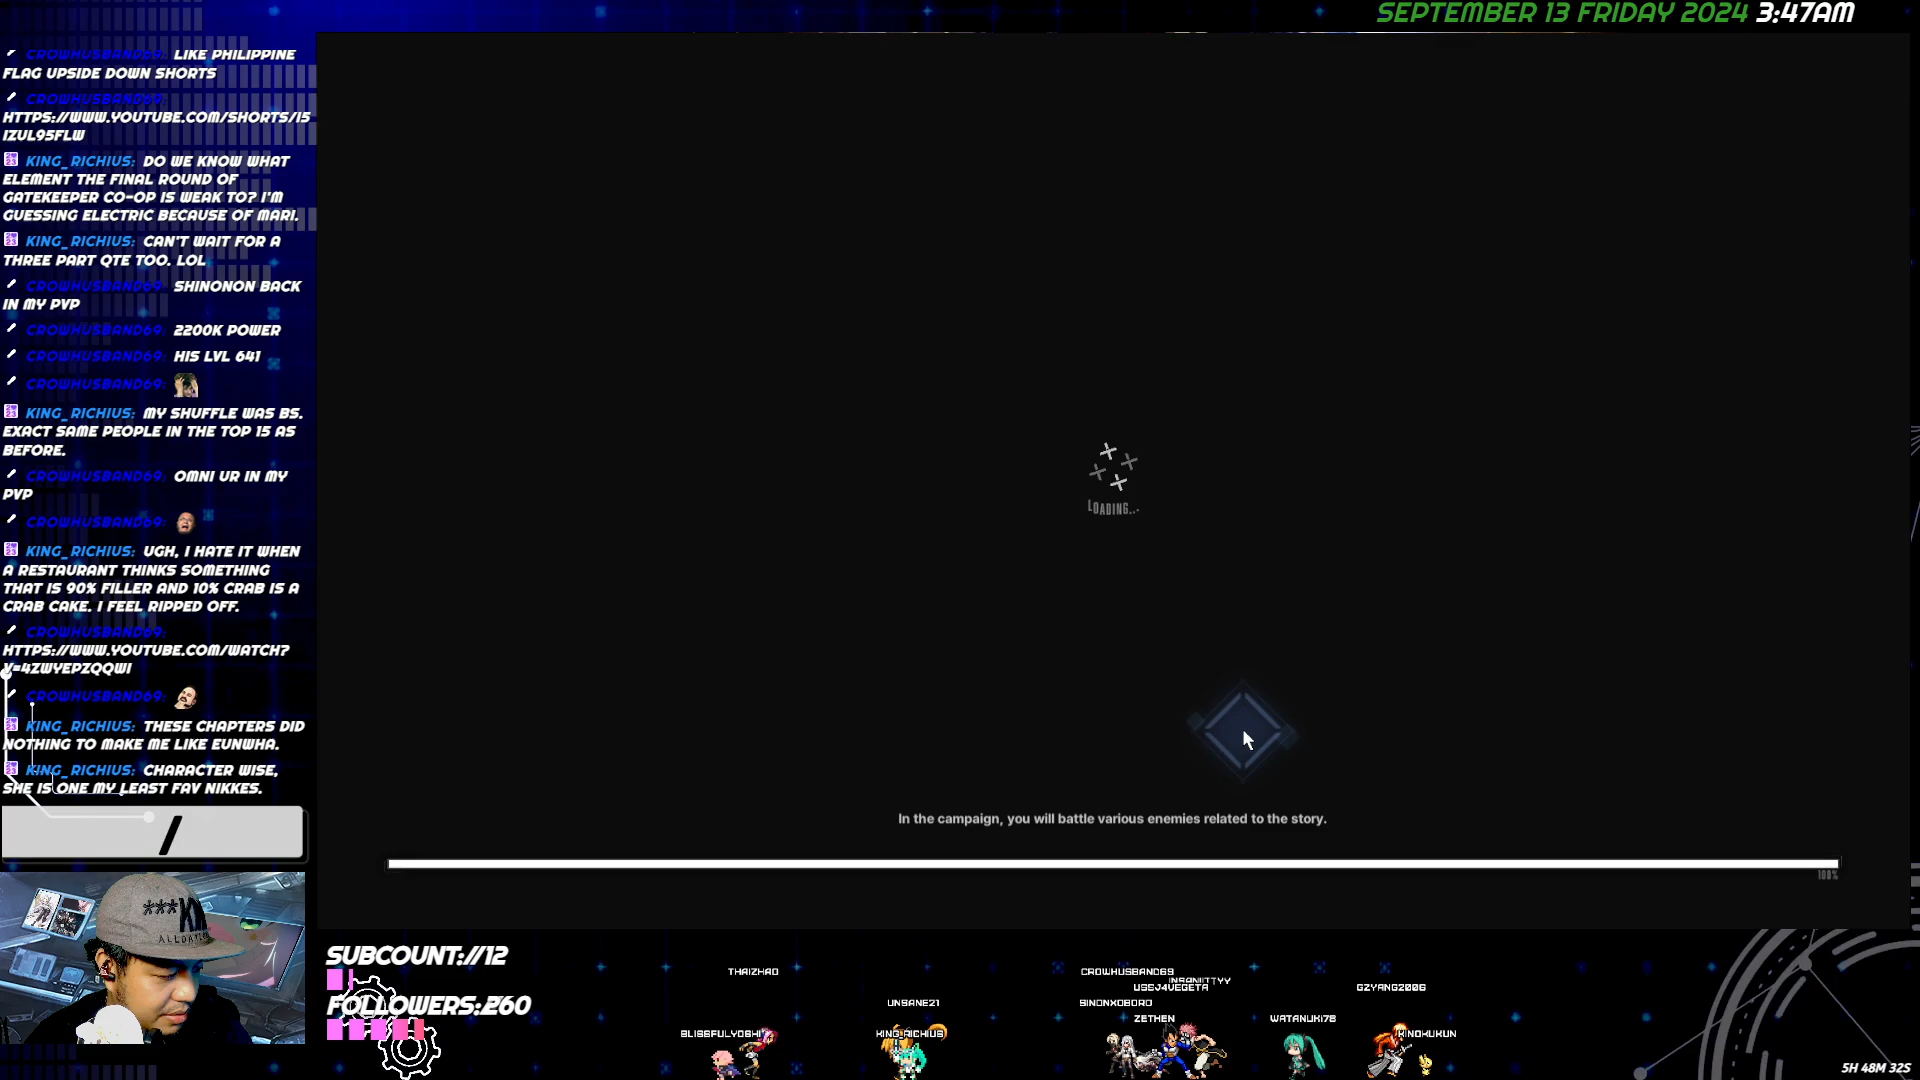 SEPTEMBER 13 FRIDAY 2024 3:47AM
CROWHUSBAND69: LIKE PHILIPPINE
FLAG UPSIDE DOWN SHORTS
CROWHUSBAND69:
HTTPS://WWW.YOUTUBE.COM/SHORTS/I5
IZUL95FLW
KING_RICHIUS: DO WE KNOW WHAT
ELEMENT THE FINAL ROUND OF
GATEKEEPER CO-OP IS WEAK TO? I'M
GUESSING ELECTRIC BECAUSE OF MARI.
KING_RICHIUS: CAN'T WAIT FOR A
THREE PART QTE TOO. LOL
CROWHUSBAND69: SHINONON BACK
IN MY PVP
CROWHUSBAND69: 2200K POWER
CROWHUSBAND69: HIS LVL 641
CROWHUSBAND69:
KING_RICHIUS: MY SHUFFLE WAS BS.
EXACT SAME PEOPLE IN THE TOP 15 AS
BEFORE.
CROWHUSBAND69: OMNI UR IN MY
PVP
CROWHUSBAND69:
KING_RICHIUS: UGH, I HATE IT WHEN
A RESTAURANT THINKS SOMETHING
THAT IS 90% FILLER AND 10% CRAB IS A
CRAB CAKE. I FEEL RIPPED OFF.
CROWHUSBAND69:
HTTPS://WWW.YOUTUBE.COM/WATCH?
V=4ZWYEPZQQWI
CROWHUSBAND69:
KING_RICHIUS: THESE CHAPTERS DID
NOTHING TO MAKE ME LIKE EUNWHA.
KING_RICHIUS: CHARACTER WISE,
SHE IS ONE MY LEAST FAV NIKKES.
/
LOADING...
In the campaign, you will battle various enemies related to the story.
100%
***KX
ALLDAY
SUBCOUNT://12
FOLLOWERS:260
THAIZHAO
UNSANE21
BLISSFULYOSHI
KING_RICHIUS
CROWHUSBAND69
INSANIITTYY
USSJ4VEGETA
SINONXOBORO
ZETHEN
WATANUKI78
GZYANG2006
KINOKUKUN
5H 48M 32S